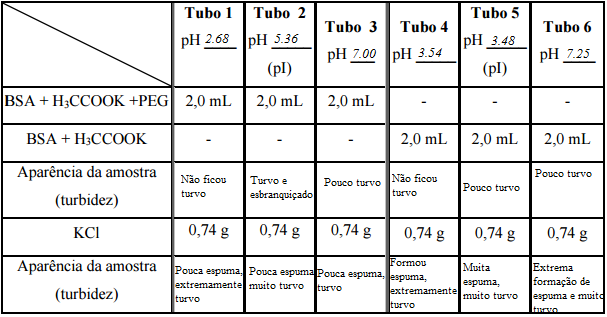 Tubo 1 Tubo 2 Tubo 3 Tubo 4 Tubo 5 Tubo 6
pH 2.68 pH 5.36 (pI) pH 7.00 pH 3.54 pH 3.48 (pI) pH 7.25
BSA + H₃CCOOK +PEG 2,0 mL 2,0 mL 2,0 mL - - -
BSA + H₃CCOOK - - - 2,0 mL 2,0 mL 2,0 mL
Aparência da amostra (turbidez) Não ficou turvo Turvo e esbranquiçado Pouco turvo Não ficou turvo Pouco turvo Pouco turvo
KCl 0,74 g 0,74 g 0,74 g 0,74 g 0,74 g 0,74 g
Aparência da amostra (turbidez) Pouca espuma, extremamente turvo Pouca espuma muito turvo Pouca espuma, turvo Formou espuma, extremamente turvo Muita espuma, muito turvo Extrema formação de espuma e muito turvo